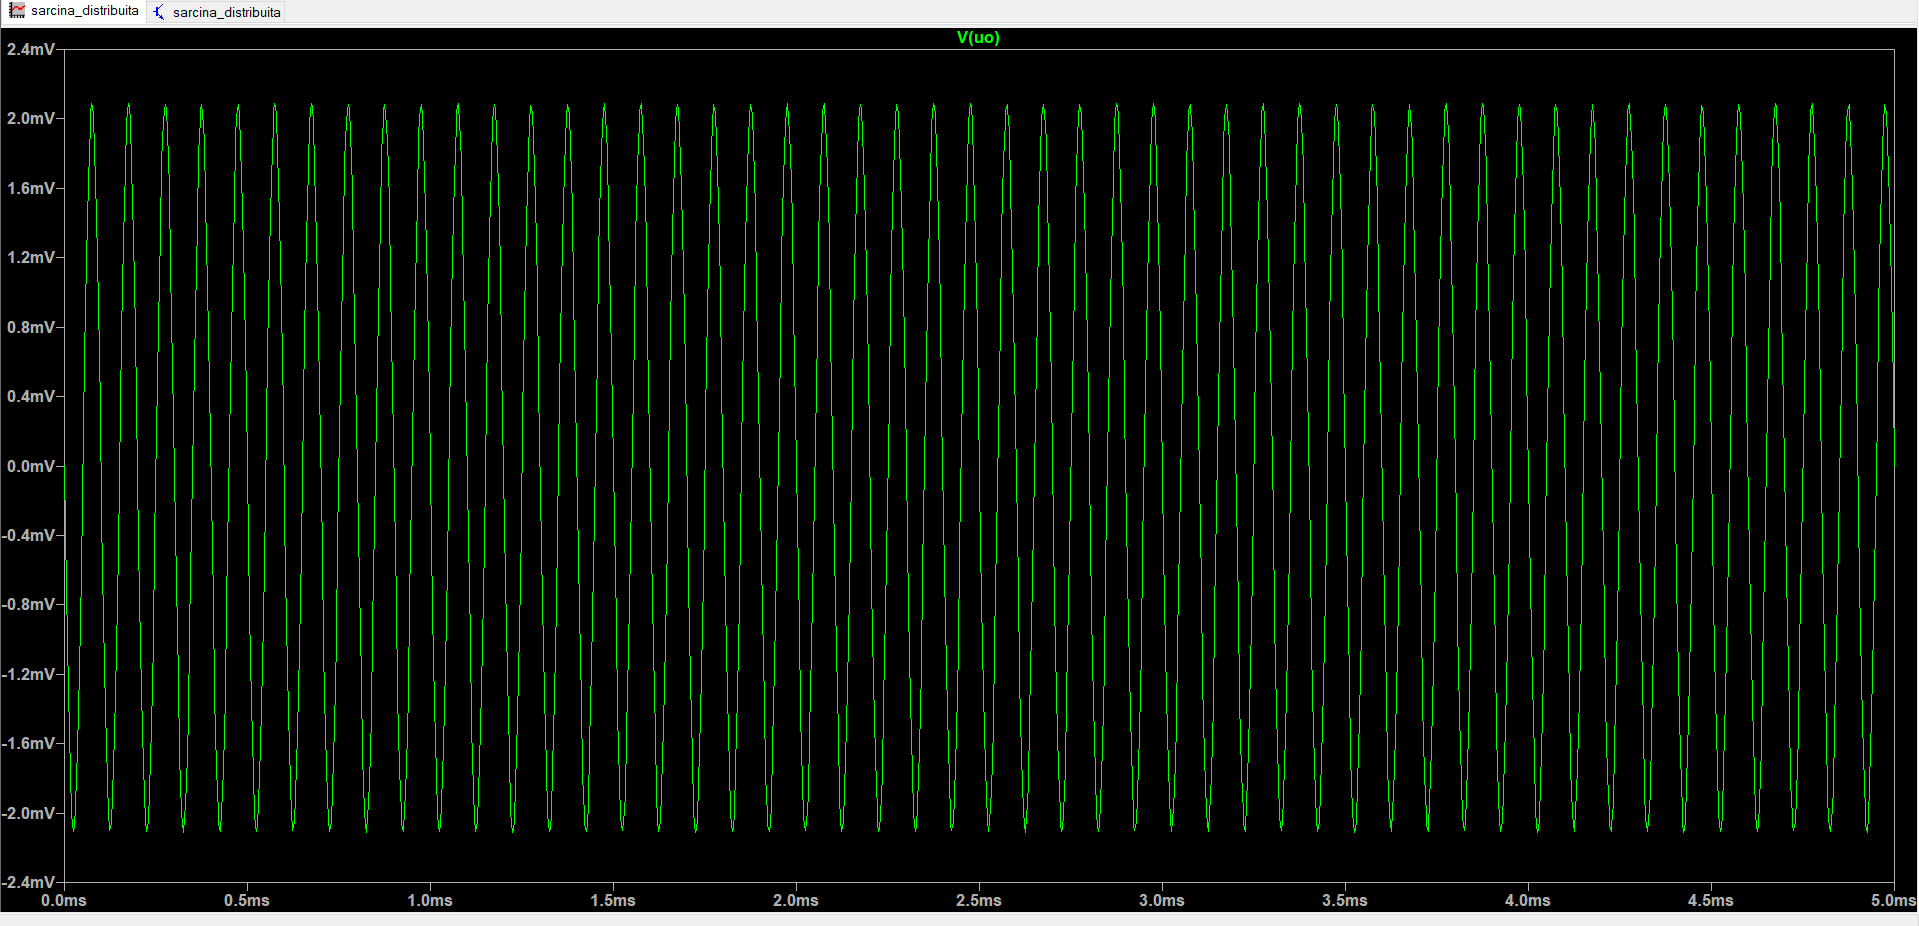 sarcina_distribuita
sarcina_distribuita
V(uo)
2.4mV
2.0mV
1.6mV
1.2mV
0.8mV
0.4mV
0.0mV
-0.4mV
-0.8mV
-1.2mV
-1.6mV
-2.0mV
-2.4mV
0.0ms 0.5ms 1.0ms 1.5ms 2.0ms 2.5ms 3.0ms 3.5ms 4.0ms 4.5ms 5.0ms